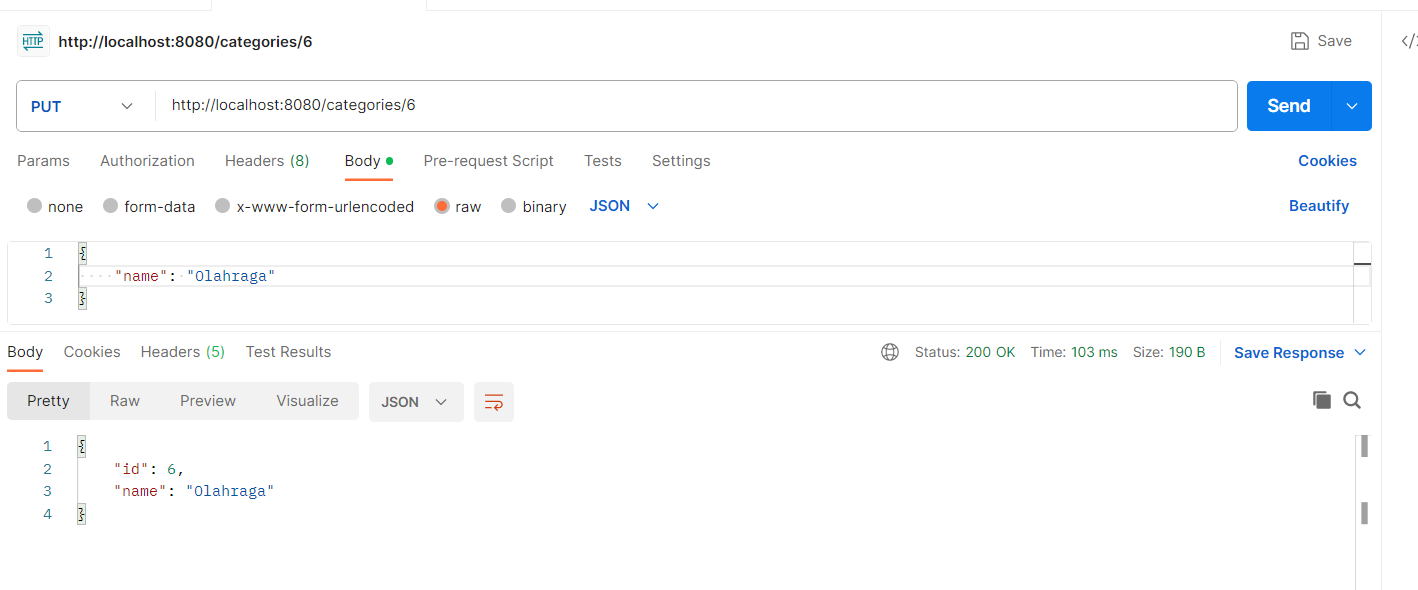 HTTP http://localhost:8080/categories/6 Save </>
PUT http://localhost:8080/categories/6 Send
Params Authorization Headers (8) Body Pre-request Script Tests Settings Cookies
none form-data x-www-form-urlencoded raw binary JSON Beautify
1 {
2 ···· "name":·"Olahraga"
3 }
Body Cookies Headers (5) Test Results Status: 200 OK Time: 103 ms Size: 190 B Save Response
Pretty Raw Preview Visualize JSON
1 {
2 "id": 6,
3 "name": "Olahraga"
4 }